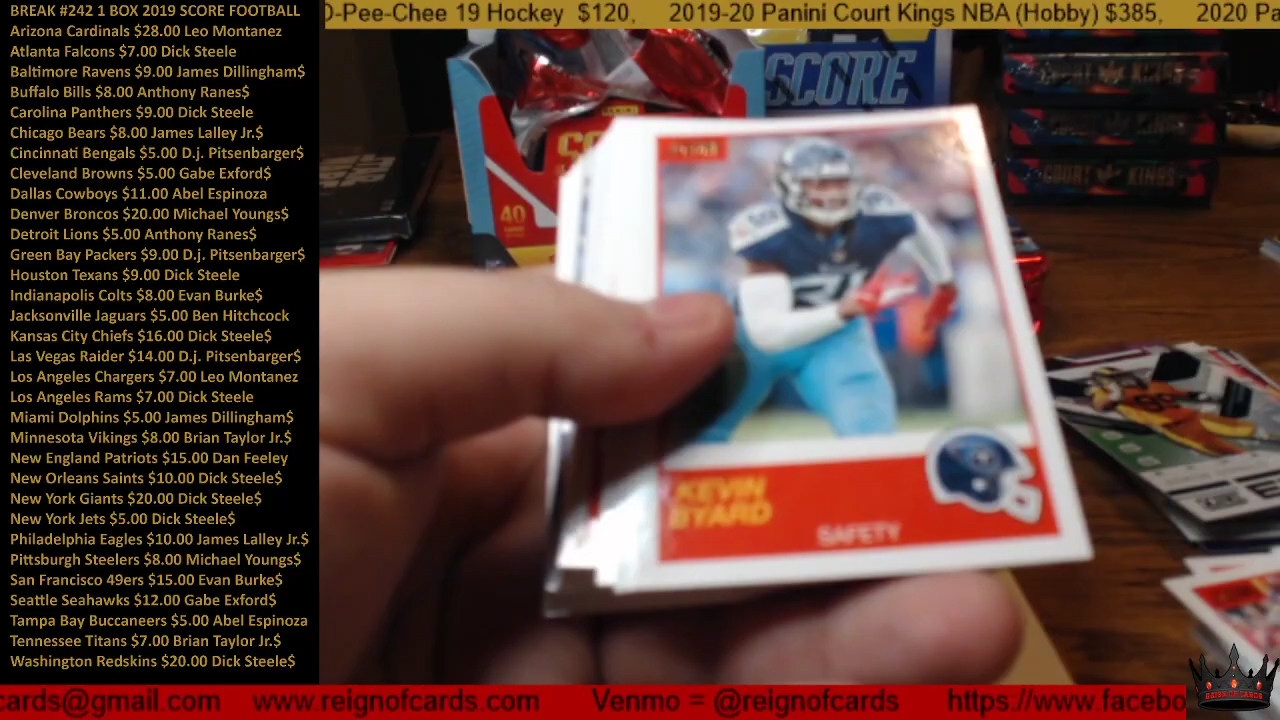 BREAK #242 1 BOX 2019 SCORE FOOTBALL
Arizona Cardinals $28.00 Leo Montanez
Atlanta Falcons $7.00 Dick Steele
Baltimore Ravens $9.00 James Dillingham$
Buffalo Bills $8.00 Anthony Ranes$
Carolina Panthers $9.00 Dick Steele
Chicago Bears $8.00 James Lalley Jr.$
Cincinnati Bengals $5.00 D.j. Pitsenbarger$
Cleveland Browns $5.00 Gabe Exford$
Dallas Cowboys $11.00 Abel Espinoza
Denver Broncos $20.00 Michael Youngs$
Detroit Lions $5.00 Anthony Ranes$
Green Bay Packers $9.00 D.j. Pitsenbarger$
Houston Texans $9.00 Dick Steele
Indianapolis Colts $8.00 Evan Burke$
Jacksonville Jaguars $5.00 Ben Hitchcock
Kansas City Chiefs $16.00 Dick Steele$
Las Vegas Raider $14.00 D.j. Pitsenbarger$
Los Angeles Chargers $7.00 Leo Montanez
Los Angeles Rams $7.00 Dick Steele
Miami Dolphins $5.00 James Dillingham$
Minnesota Vikings $8.00 Brian Taylor Jr.$
New England Patriots $15.00 Dan Feeley
New Orleans Saints $10.00 Dick Steele$
New York Giants $20.00 Dick Steele$
New York Jets $5.00 Dick Steele$
Philadelphia Eagles $10.00 James Lalley Jr.$
Pittsburgh Steelers $8.00 Michael Youngs$
San Francisco 49ers $15.00 Evan Burke$
Seattle Seahawks $12.00 Gabe Exford$
Tampa Bay Buccaneers $5.00 Abel Espinoza
Tennessee Titans $7.00 Brian Taylor Jr.$
Washington Redskins $20.00 Dick Steele$
O-Pee-Chee 19 Hockey $120, 2019-20 Panini Court Kings NBA (Hobby) $385, 2020 Pa
SCORE
40
COURT KINGS
KEVIN
BYARD
SAFETY
cards@gmail.com www.reignofcards.com Venmo = @reignofcards https://www.facebo
REIGN OF CARDS